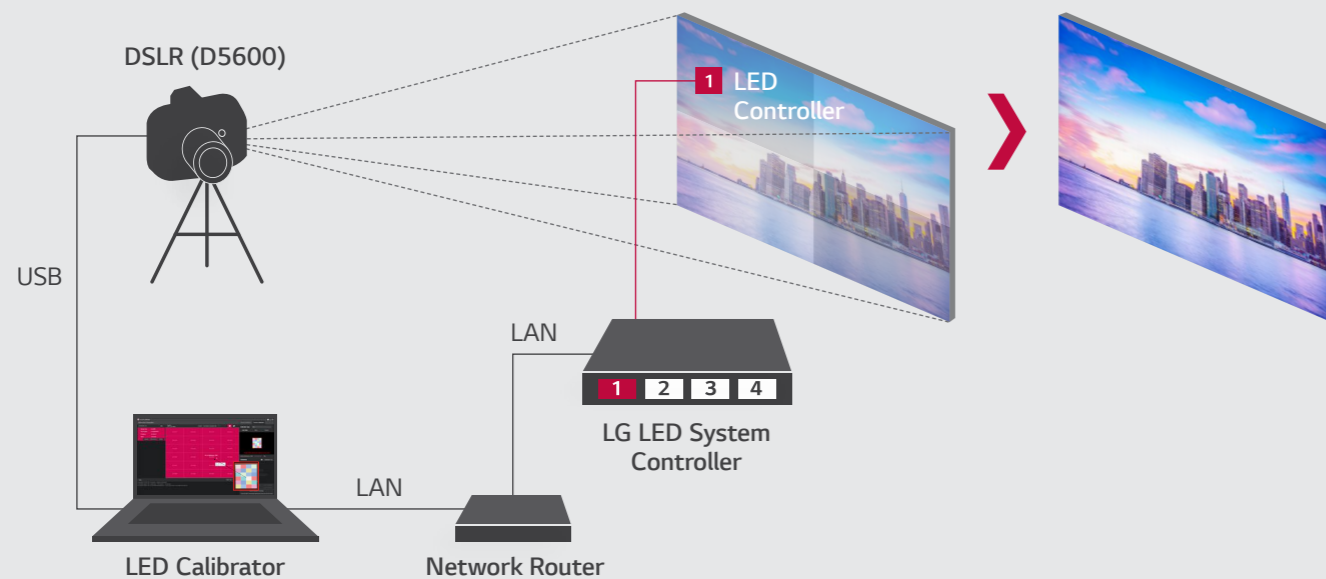 DSLR (D5600)
1 LED
Controller
USB
LAN
1 2 3 4
LG LED System
Controller
LAN
LED Calibrator
Network Router